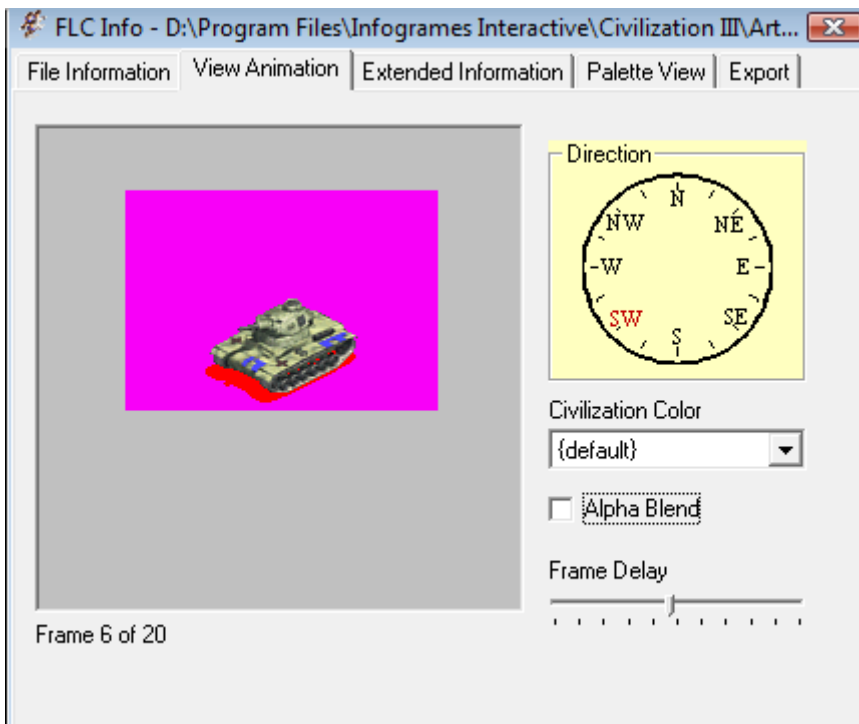 FLC Info - D:\Program Files\Infogrames Interactive\Civilization III\Art...
File Information View Animation Extended Information Palette View Export
Direction
N
NW NE
W E
SW SE
S
Civilization Color
{default}
Alpha Blend
Frame Delay
Frame 6 of 20